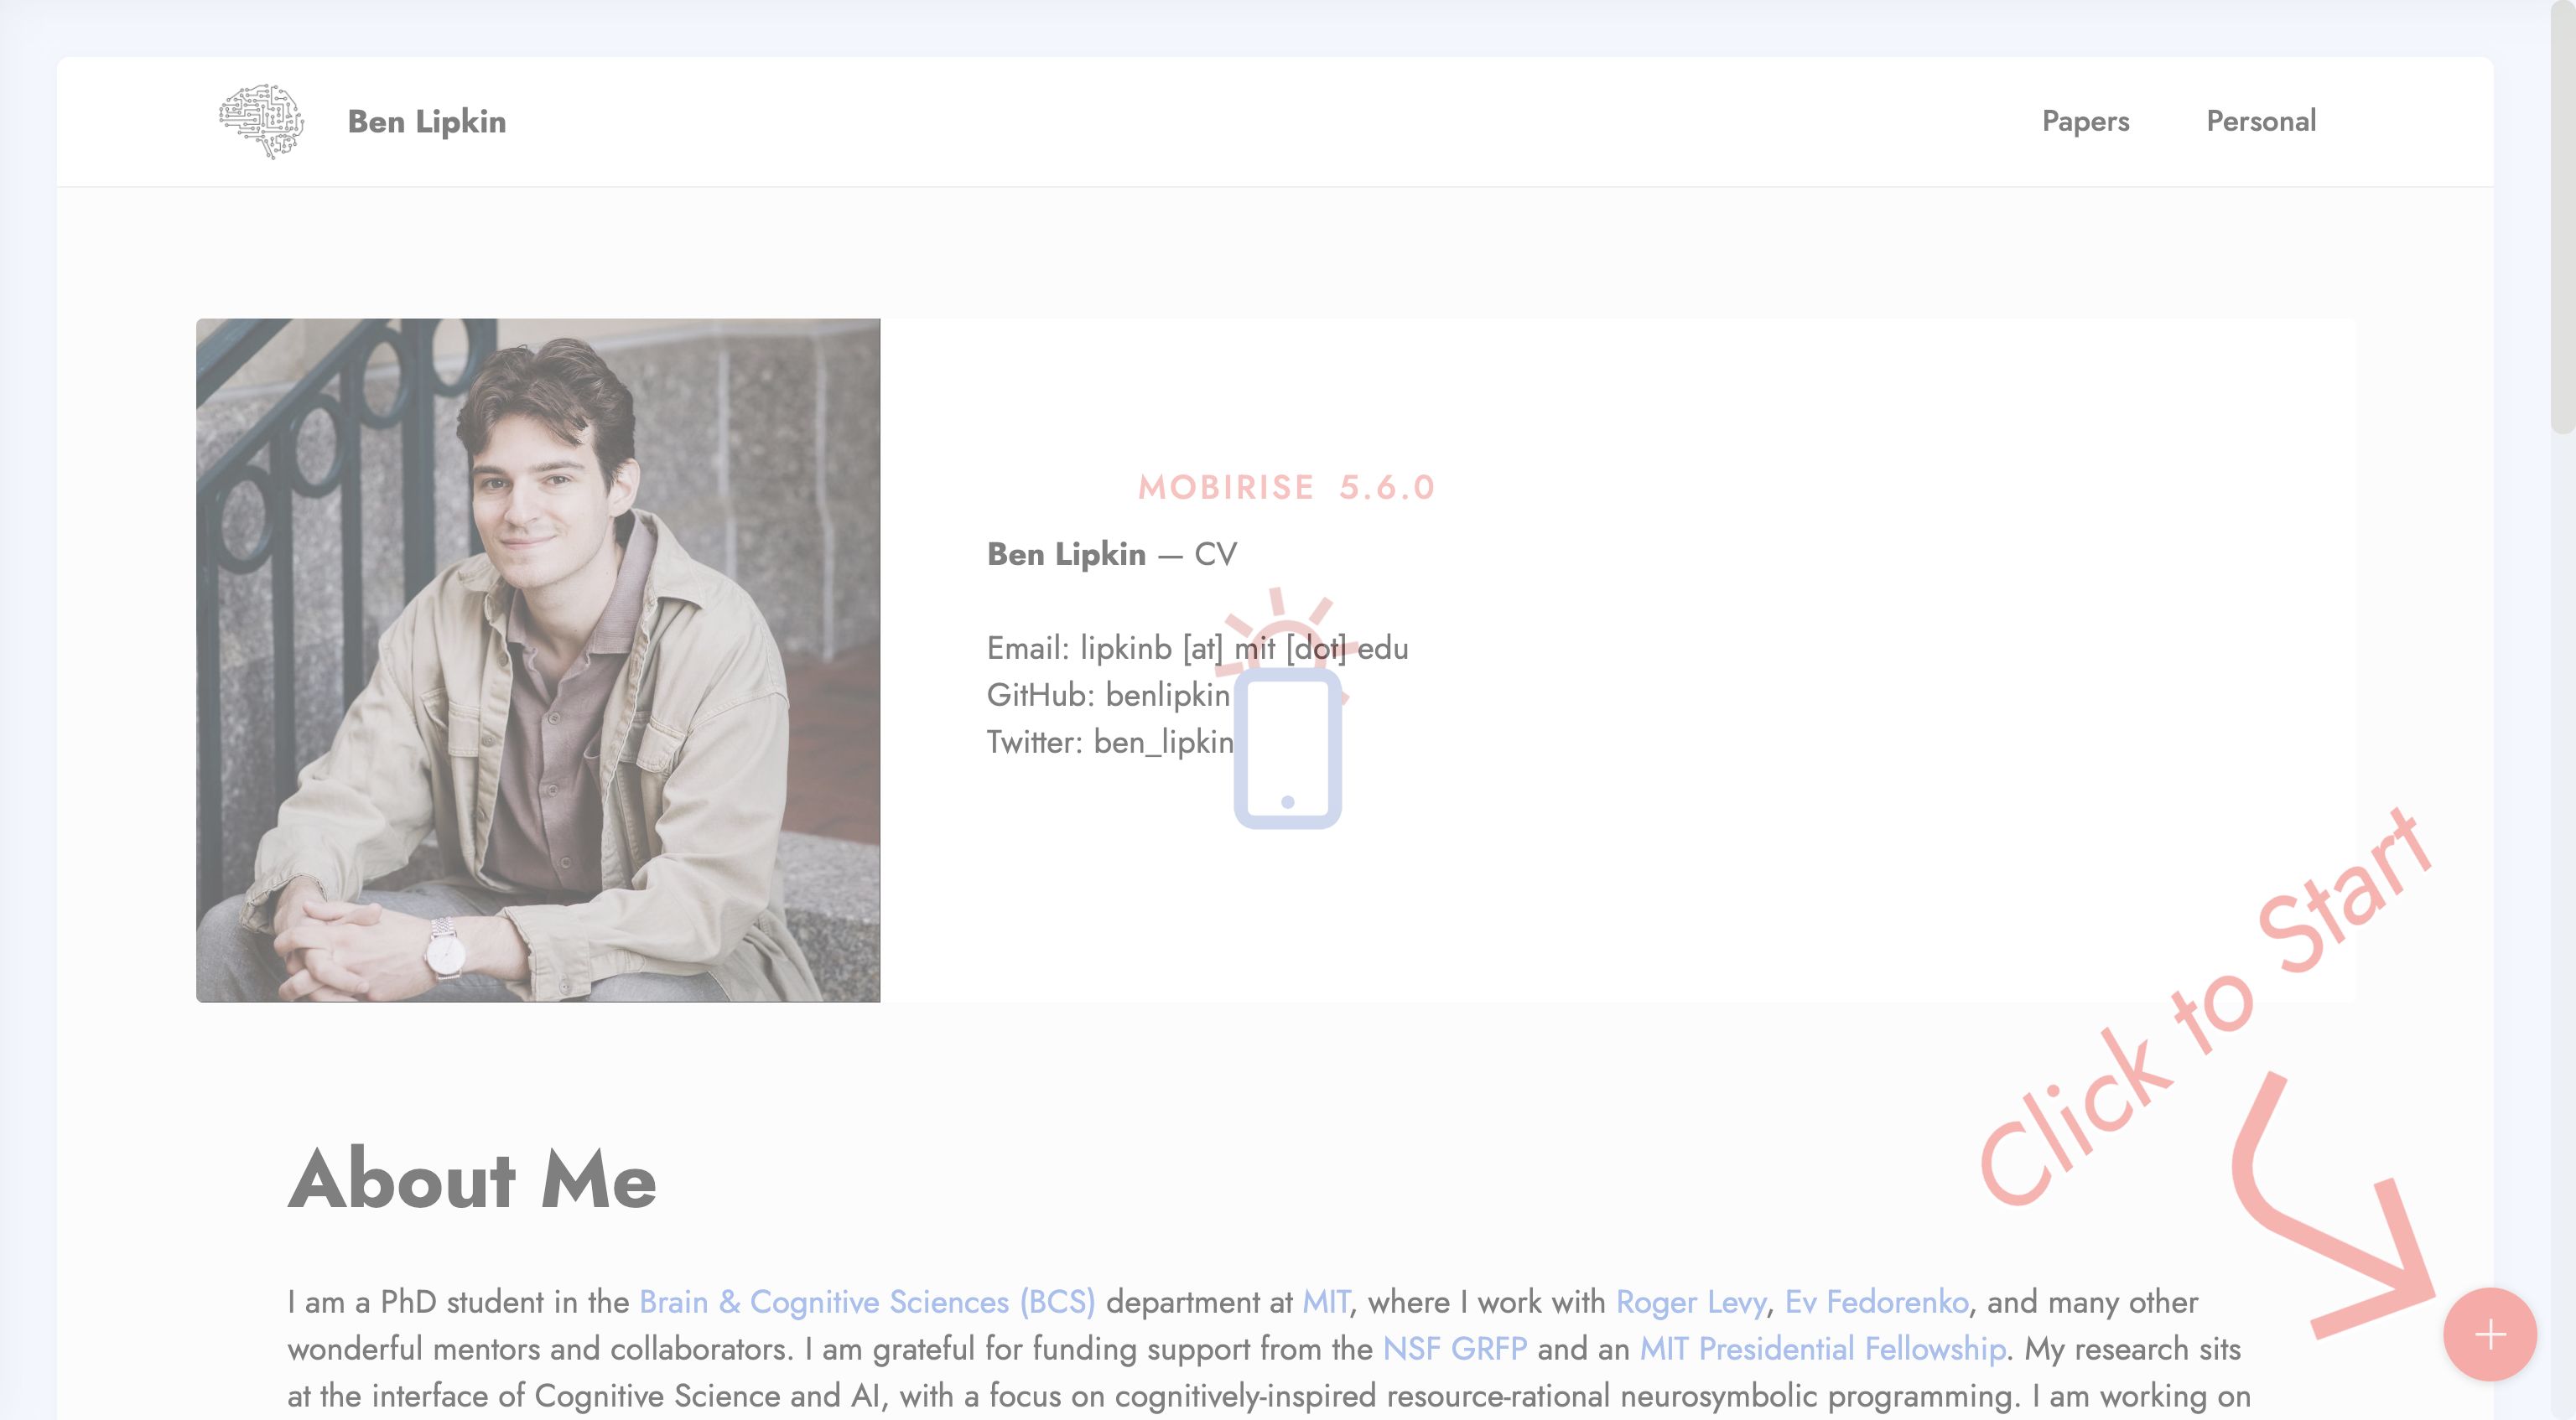 Ben Lipkin
Papers
Personal
MOBIRISE 5.6.0
Ben Lipkin — CV
Email: lipkinb [at] mit [dot] edu
GitHub: benlipkin
Twitter: ben_lipkin
Click to Start
About Me
I am a PhD student in the Brain & Cognitive Sciences (BCS) department at MIT, where I work with Roger Levy, Ev Fedorenko, and many other
wonderful mentors and collaborators. I am grateful for funding support from the NSF GRFP and an MIT Presidential Fellowship. My research sits
at the interface of Cognitive Science and AI, with a focus on cognitively-inspired resource-rational neurosymbolic programming. I am working on